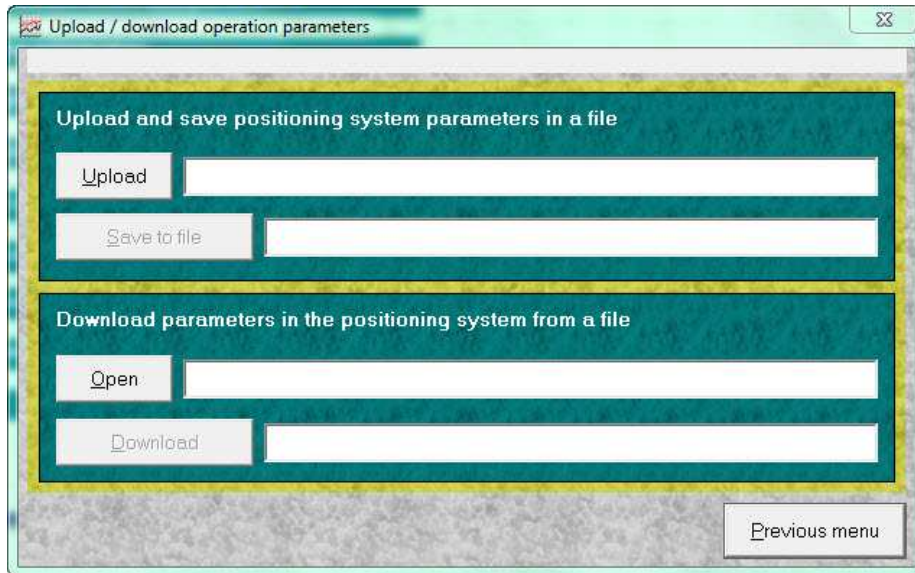 Upload / download operation parameters
Upload and save positioning system parameters in a file
Upload
Save to file
Download parameters in the positioning system from a file
Open
Download
Previous menu